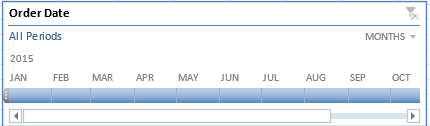 Order Date
All Periods MONTHS
2015
JAN FEB MAR APR MAY JUN JUL AUG SEP OCT